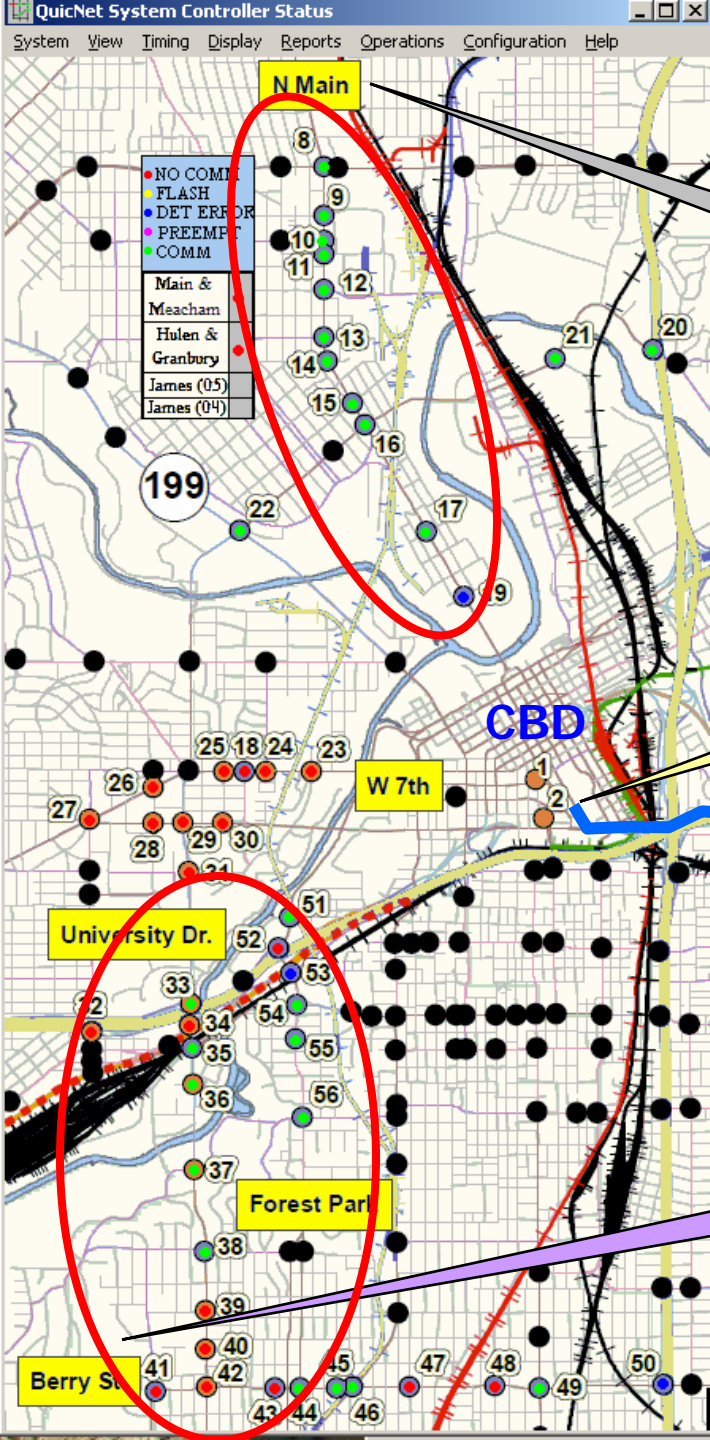 QuicNet System Controller Status
System View Timing Display Reports Operations Configuration Help
N Main
8
NO COMM
FLASH
DET ERROR
PREEMPT
COMM
9
10
11
Main &
Meacham
12
Hulen &
Granbury
13
14
21
20
James (05)
James (04)
15
16
199
22
17
19
CBD
25 18 24 23
1
26
W 7th
2
27
28 29 30
31
51
University Dr.
52
53
33
32
34
54
35
55
36
56
37
Forest Park
38
39
40
Berry St.
41
42
43 44 45 46 47 48 49 50